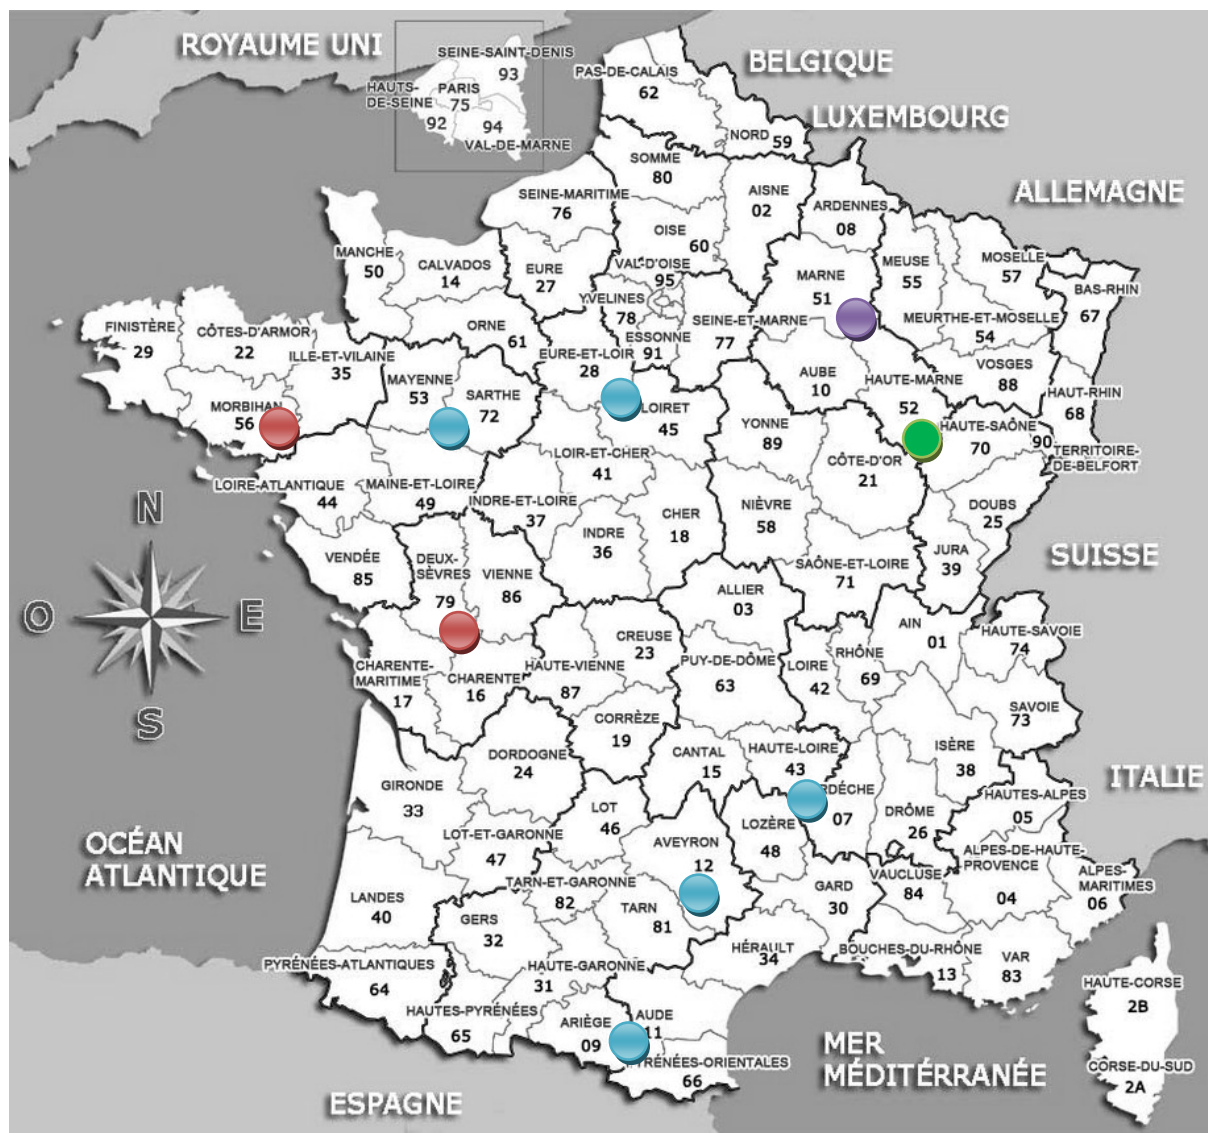 ROYAUME UNI
SEINE-SAINT-DENIS
93
HAUTS-
DE-SEINE
PARIS
75
92
94
VAL-DE-MARNE
BELGIQUE
LUXEMBOURG
ALLEMAGNE
PAS-DE-CALAIS
62
NORD 59
SOMME
80
AISNE
02
ARDENNES
08
SEINE-MARITIME
76
OISE
60
MANCHE
50
CALVADOS
14
EURE
27
VAL-D'OISE
95
MARNE
51
MEUSE
55
MOSELLE
57
BAS-RHIN
67
YVELINES
78
ESSONNE
91
SEINE-ET-MARNE
77
MEURTHE-ET-MOSELLE
54
FINISTÈRE
29
CÔTES-D'ARMOR
22
ILLE-ET-VILAINE
35
ORNE
61
EURE-ET-LOIR
28
AUBE
10
HAUTE-MARNE
52
VOSGES
88
HAUT-RHIN
68
MAYENNE
53
SARTHE
72
MORBIHAN
56
LOIRET
45
YONNE
89
HAUTE-SAÔNE
70
90
TERRITOIRE-
DE-BELFORT
LOIR-ET-CHER
41
CÔTE-D'OR
21
LOIRE-ATLANTIQUE
44
MAINE-ET-LOIRE
49
INDRE-ET-LOIRE
37
CHER
18
NIÈVRE
58
DOUBS
25
INDRE
36
JURA
39
SUISSE
N
O
E
S
VENDÉE
85
DEUX-
SÈVRES
79
VIENNE
86
SAÔNE-ET-LOIRE
71
ALLIER
03
AIN
01
HAUTE-SAVOIE
74
CREUSE
23
HAUTE-VIENNE
87
PUY-DE-DÔME
63
LOIRE
42
RHÔNE
69
CHARENTE-
MARITIME
17
CHARENTE
16
SAVOIE
73
CORRÈZE
19
DORDOGNE
24
CANTAL
15
HAUTE-LOIRE
43
ISÈRE
38
ITALIE
GIRONDE
33
LOT
46
RDÈCHE
07
DRÔME
26
HAUTES-ALPES
05
LOZÈRE
48
AVEYRON
12
LOT-ET-GARONNE
47
OCÉAN
ATLANTIQUE
ALPES-DE-HAUTE-
PROVENCE
04
ALPES-
MARITIMES
06
VAUCLUSE
84
GARD
30
TARN-ET-GARONNE
82
LANDES
40
GERS
32
TARN
81
HÉRAULT
34
BOUCHES-DU-RHÔNE
13
VAR
83
PYRÉNÉES-ATLANTIQUES
64
HAUTE-GARONNE
31
HAUTES-PYRÉNÉES
65
ARIÈGE
09
AUDE
11
PYRÉNÉES-ORIENTALES
66
HAUTE-CORSE
2B
CORSE-DU-SUD
2A
MER
MÉDITÉRRANÉE
ESPAGNE